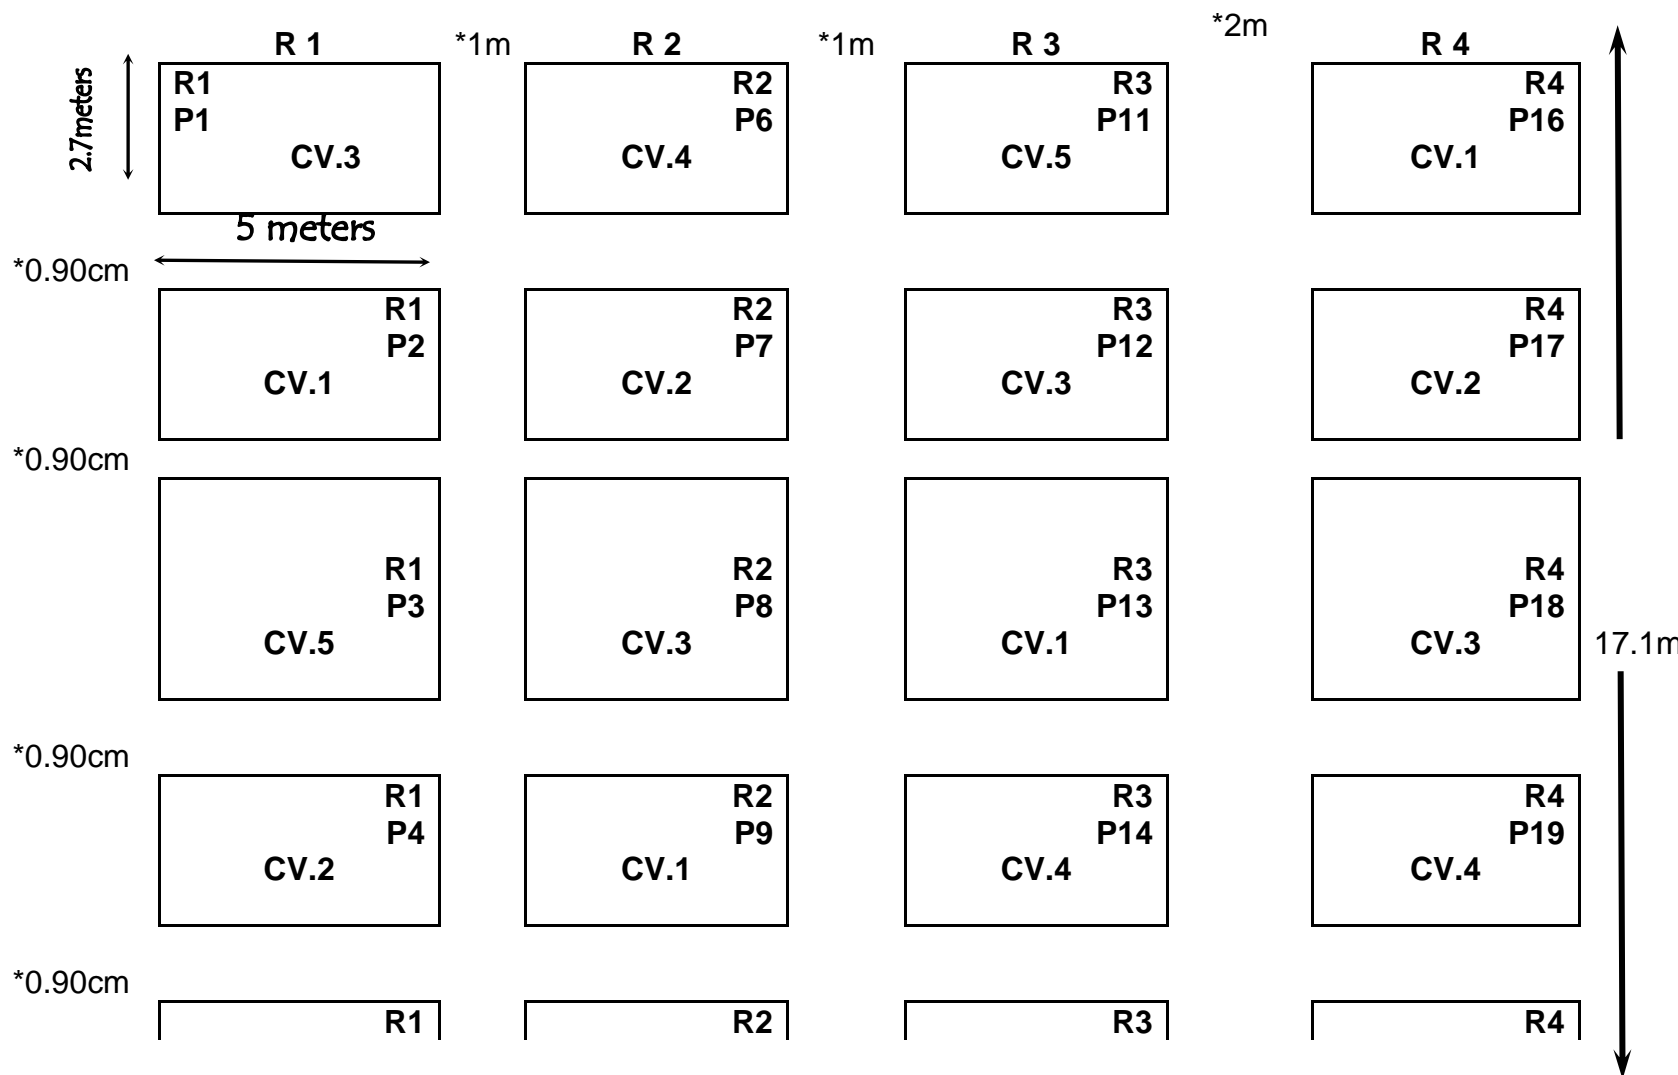 *2m
R 1 *1m R 2 *1m R 3 R 4
R1 R2 R3 R4
P1 P6 P11 P16
CV.3 CV.4 CV.5 CV.1
2.7meters
5 meters
*0.90cm
R1 R2 R3 R4
P2 P7 P12 P17
CV.1 CV.2 CV.3 CV.2
*0.90cm
R1 R2 R3 R4
P3 P8 P13 P18
CV.5 CV.3 CV.1 CV.3 17.1m
*0.90cm
R1 R2 R3 R4
P4 P9 P14 P19
CV.2 CV.1 CV.4 CV.4
*0.90cm
R1 R2 R3 R4